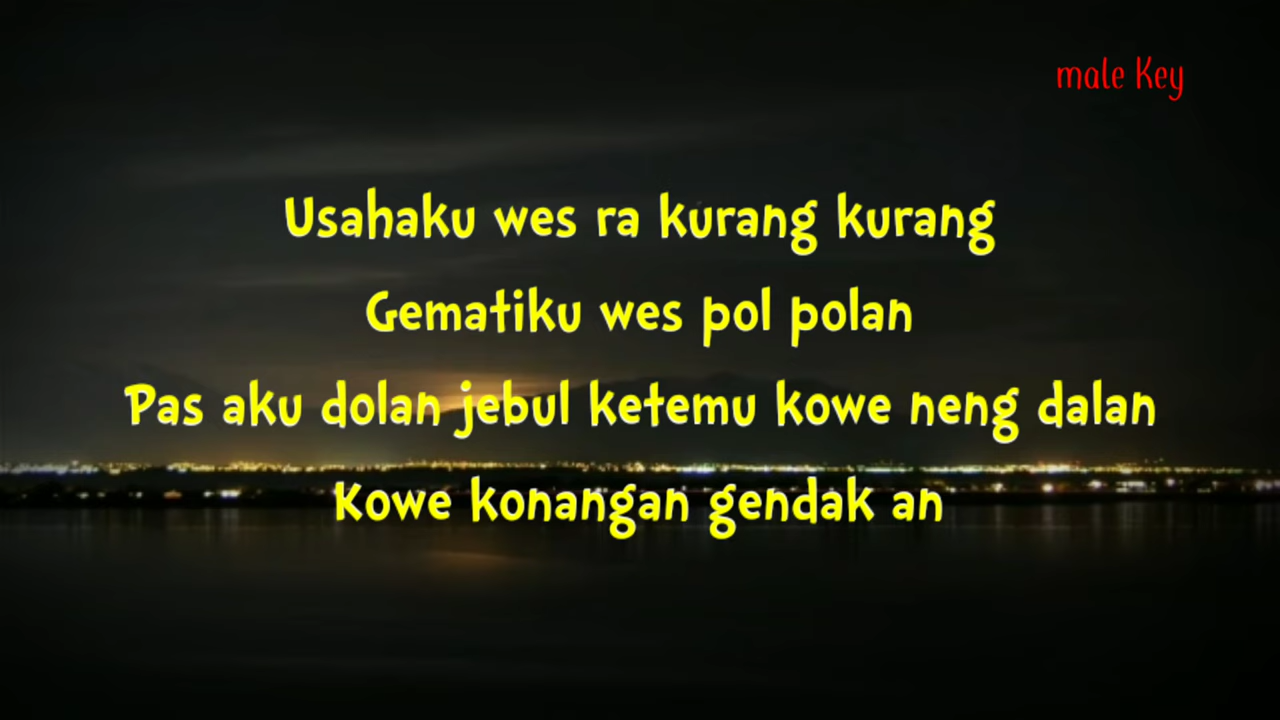 male Key
Usahaku wes ra kurang kurang
Gematiku wes pol polan
Pas aku dolan jebul ketemu kowe neng dalan
Kowe konangan gendak an